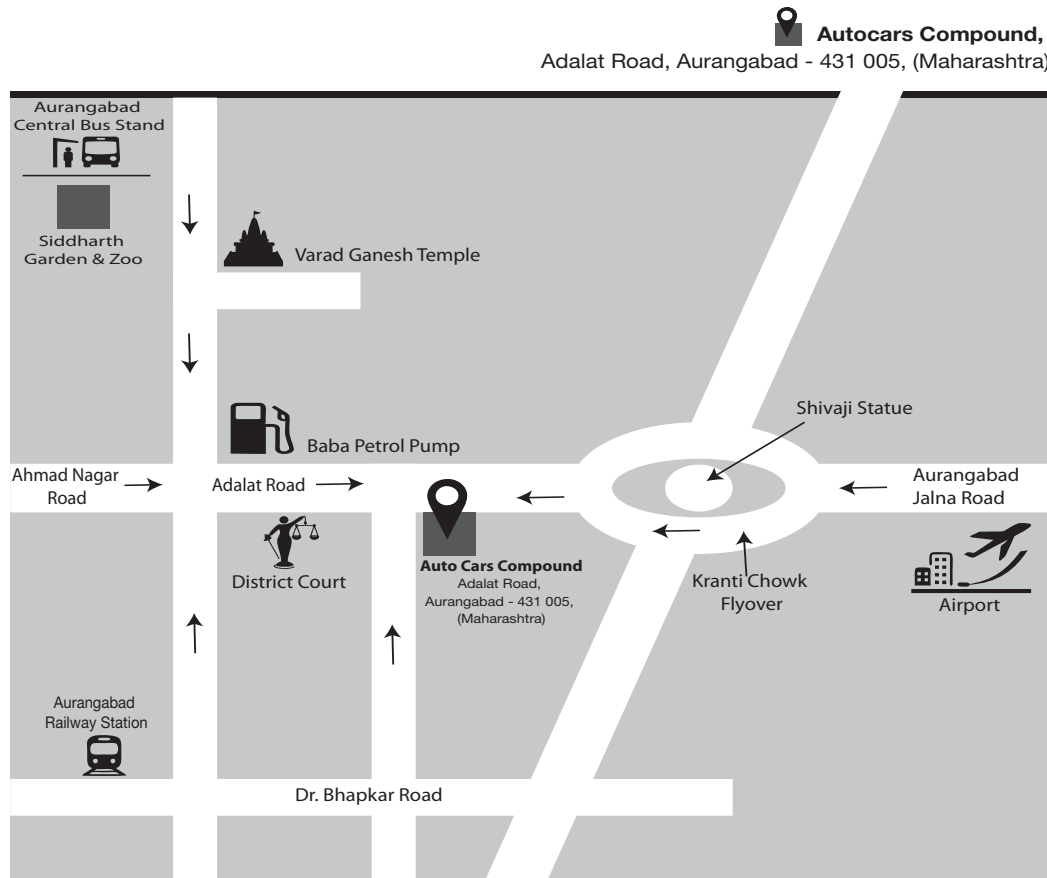 Autocars Compound,
Adalat Road, Aurangabad - 431 005, (Maharashtra)
Aurangabad
Central Bus Stand
Siddharth
Garden & Zoo
Varad Ganesh Temple
Shivaji Statue
Baba Petrol Pump
Ahmad Nagar
Road
Adalat Road
Aurangabad
Jalna Road
District Court
Auto Cars Compound
Adalat Road,
Aurangabad - 431 005,
(Maharashtra)
Kranti Chowk
Flyover
Airport
Aurangabad
Railway Station
Dr. Bhapkar Road